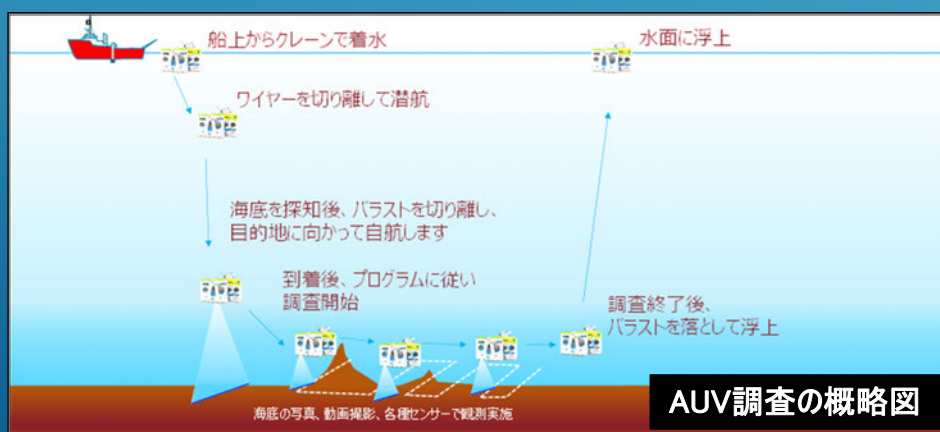 船上からクレーンで着水
水面に浮上
ワイヤーを切り離して潜航
海底を探知後、バラストを切り離し、
目的地に向かって自航します
到着後、プログラムに従い
調査開始
調査終了後、
バラストを落として浮上
海底の写真、動画撮影、各種センサーで観測実施
AUV調査の概略図